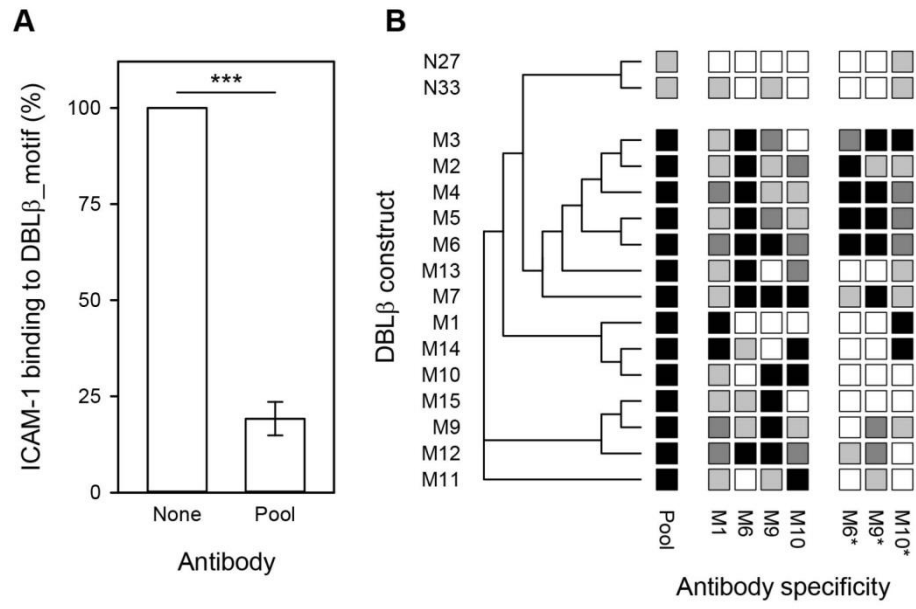 A
***
100
75
50
25
0
ICAM-1 binding to DBLβ_motif (%)
None
Pool
Antibody
B
DBLβ construct
N27
N33
M3
M2
M4
M5
M6
M13
M7
M1
M14
M10
M15
M9
M12
M11
Pool
M1
M6
M9
M10
M6*
M9*
M10*
Antibody specificity